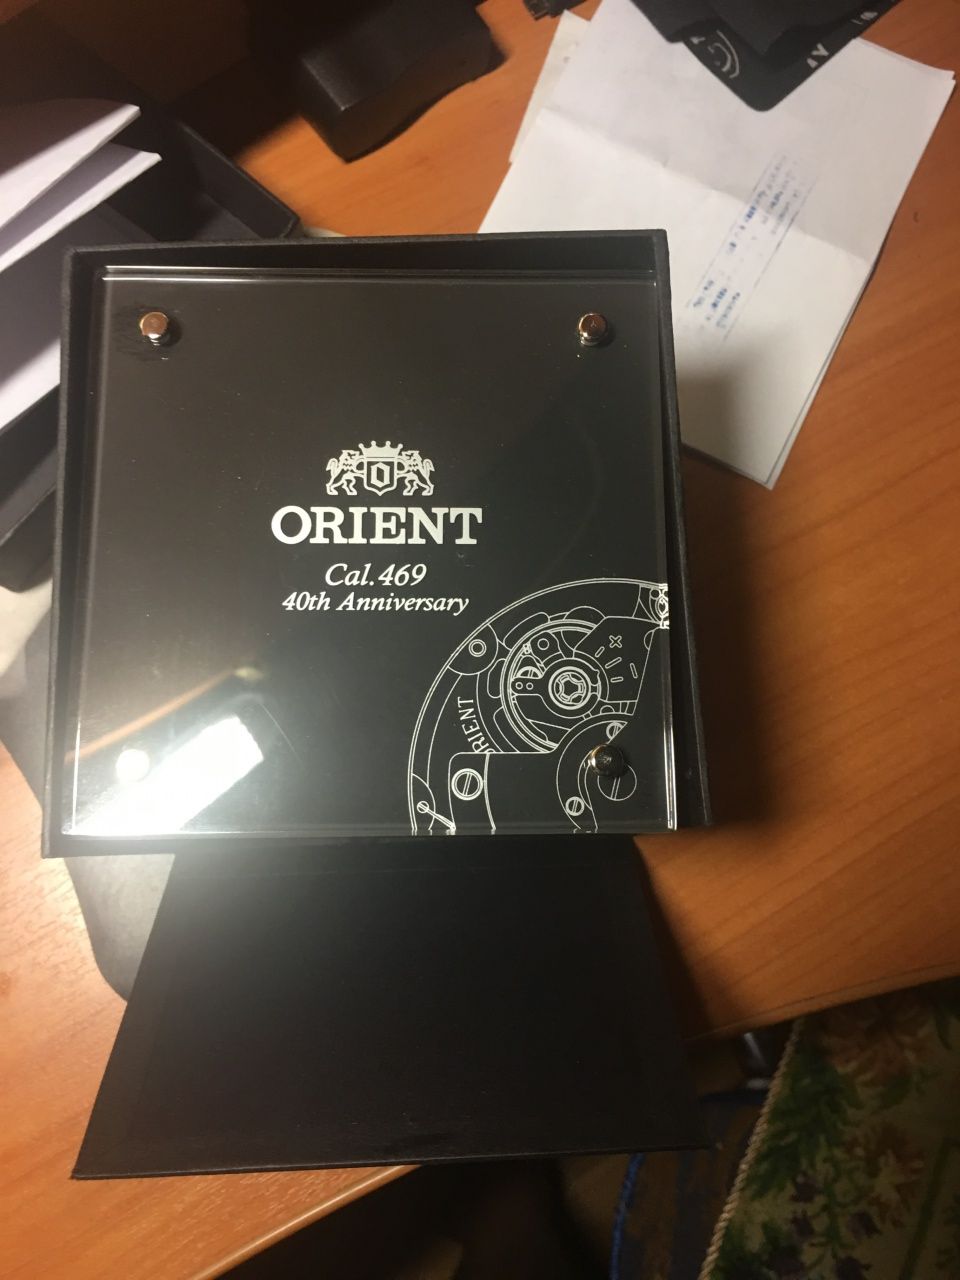 O
ORIENT
Cal. 469
40th Anniversary
ORIENT